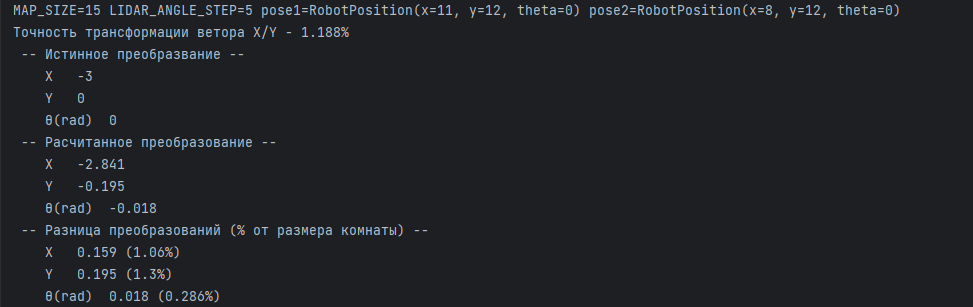 MAP_SIZE=15 LIDAR_ANGLE_STEP=5 pose1=RobotPosition(x=11, y=12, theta=0) pose2=RobotPosition(x=8, y=12, theta=0)
Точность трансформации ветора X/Y - 1.188%
-- Истинное преобразвание --
X -3
Y 0
θ(rad) 0
-- Расчитанное преобразование --
X -2.841
Y -0.195
θ(rad) -0.018
-- Разница преобразований (% от размера комнаты) --
X 0.159 (1.06%)
Y 0.195 (1.3%)
θ(rad) 0.018 (0.286%)